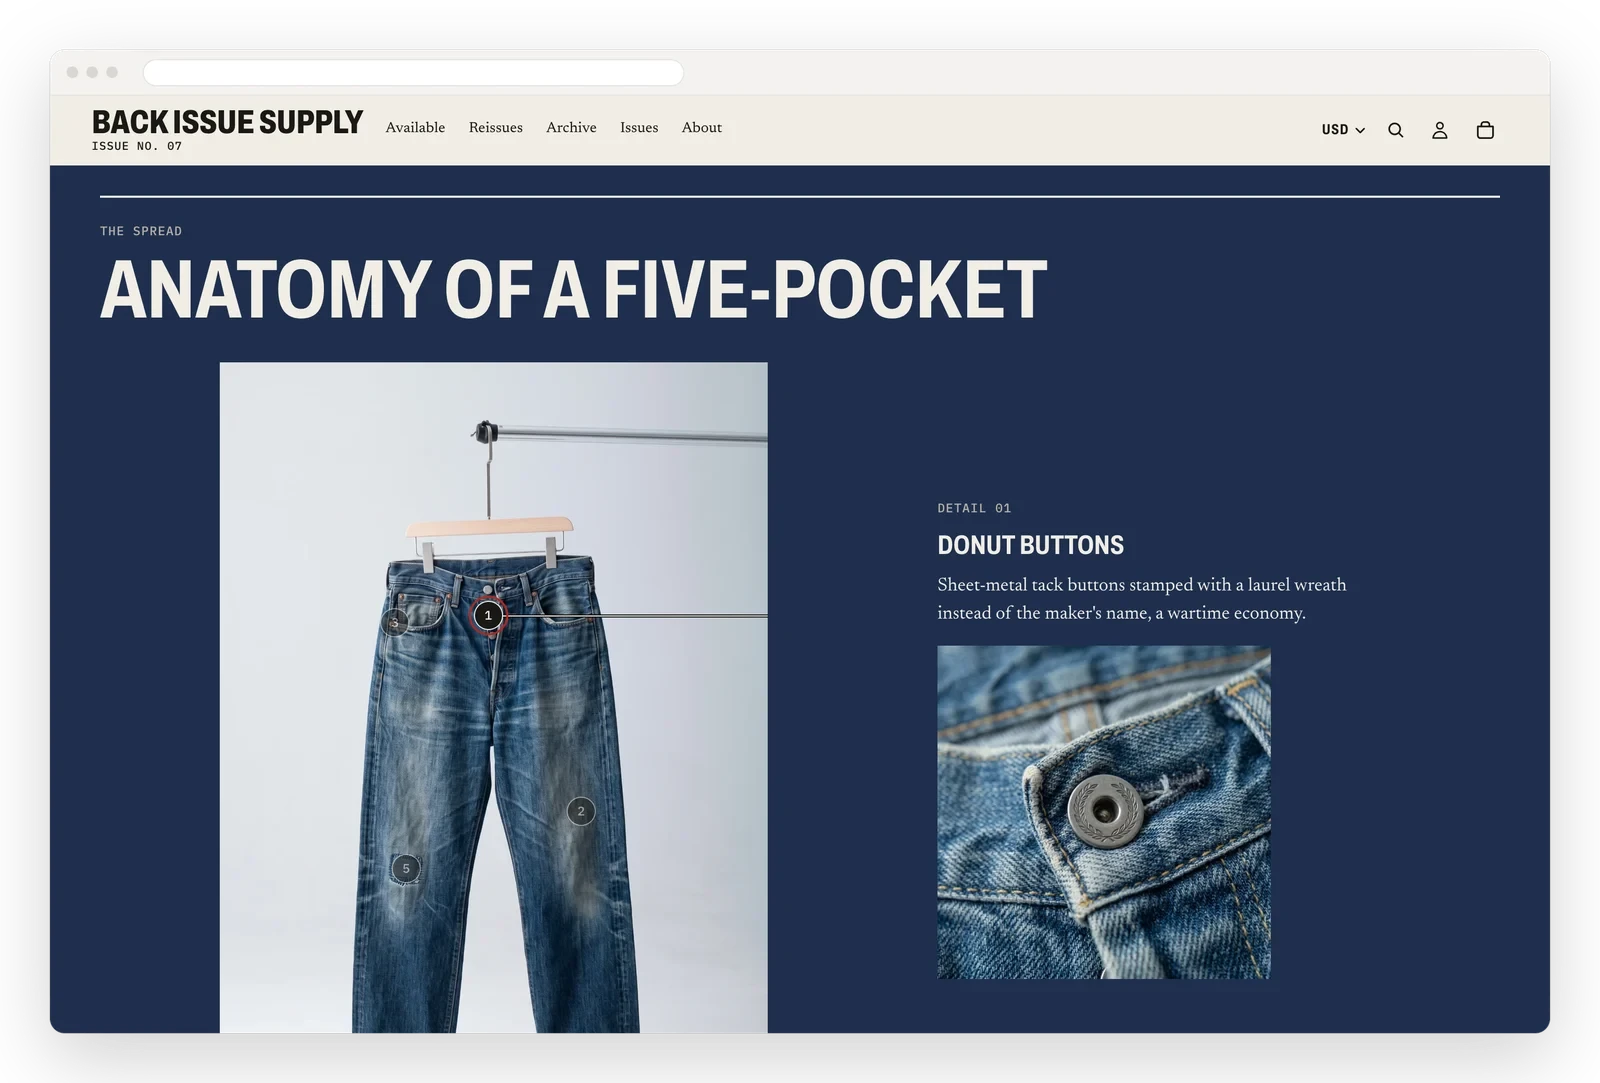 BACK ISSUE SUPPLY
ISSUE NO. 07
Available Reissues Archive Issues About
USD
THE SPREAD
ANATOMY OF A FIVE-POCKET
DETAIL 01
DONUT BUTTONS
Sheet-metal tack buttons stamped with a laurel wreath
instead of the maker's name, a wartime economy.
3
1
2
5